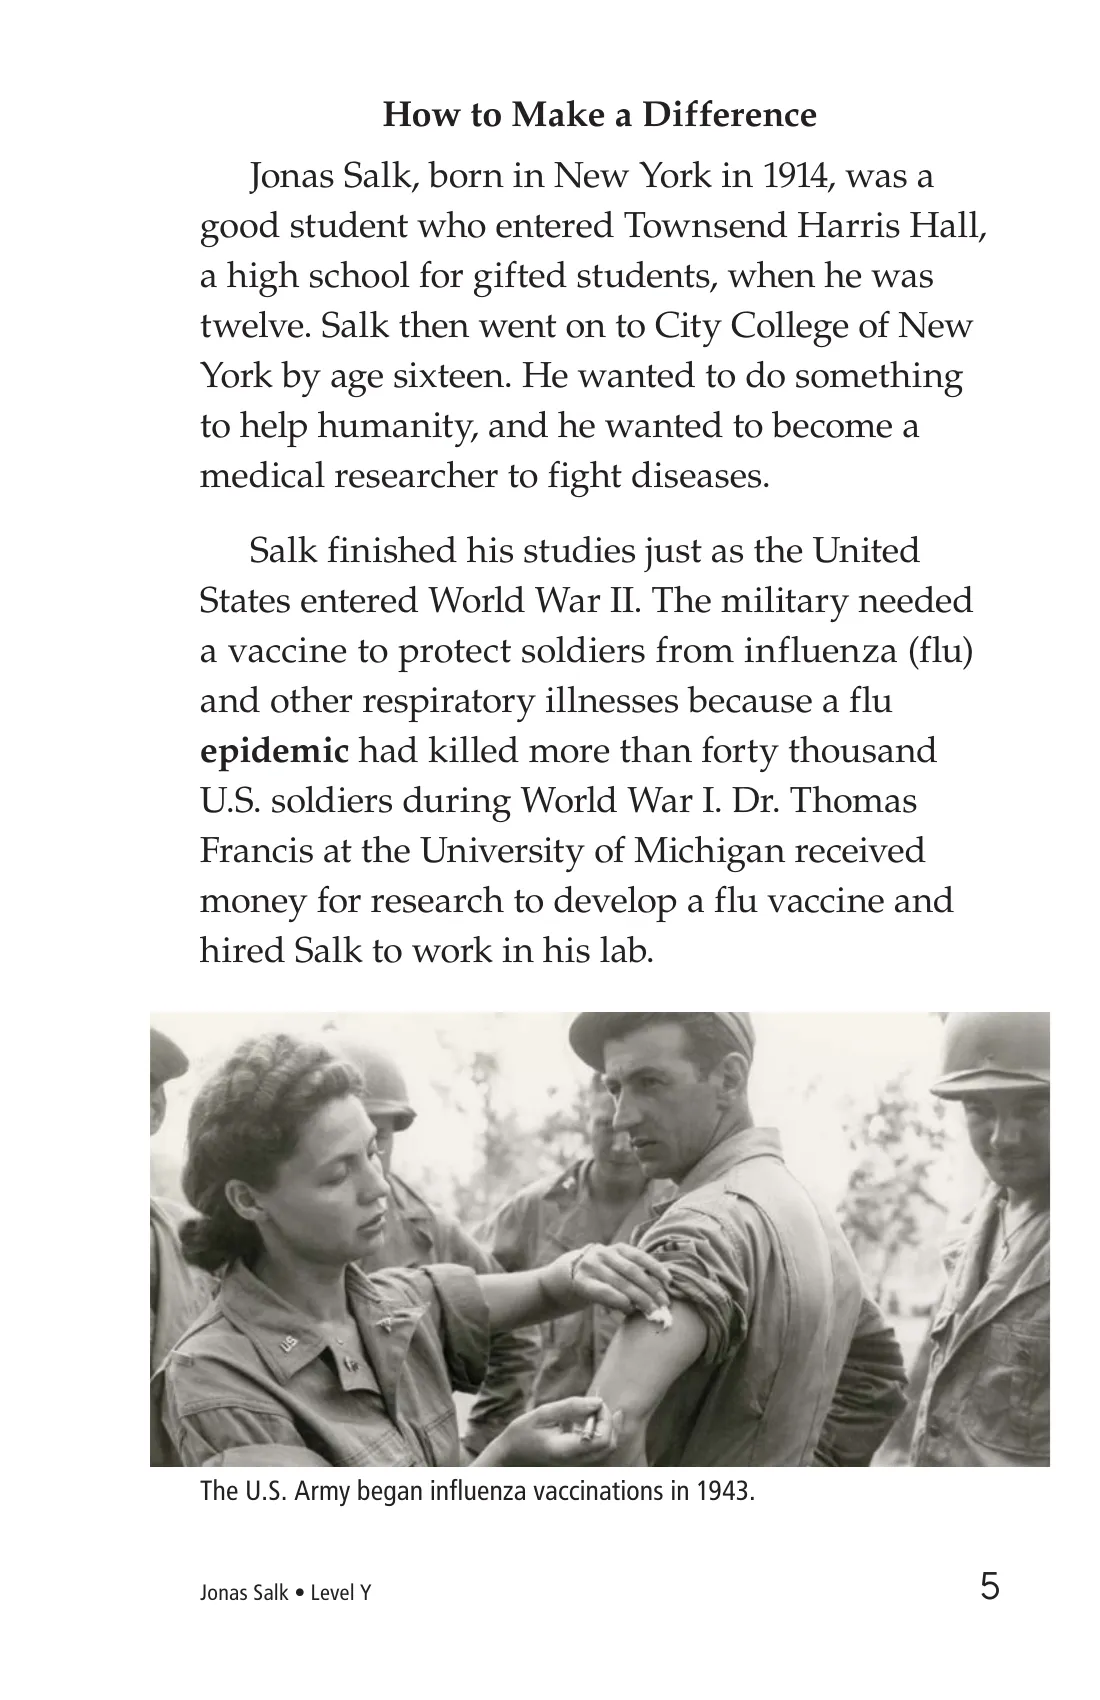 How to Make a Difference
Jonas Salk, born in New York in 1914, was a
good student who entered Townsend Harris Hall,
a high school for gifted students, when he was
twelve. Salk then went on to City College of New
York by age sixteen. He wanted to do something
to help humanity, and he wanted to become a
medical researcher to fight diseases.
Salk finished his studies just as the United
States entered World War II. The military needed
a vaccine to protect soldiers from influenza (flu)
and other respiratory illnesses because a flu
epidemic had killed more than forty thousand
U.S. soldiers during World War I. Dr. Thomas
Francis at the University of Michigan received
money for research to develop a flu vaccine and
hired Salk to work in his lab.
U.S.
The U.S. Army began influenza vaccinations in 1943.
Jonas Salk • Level Y
5